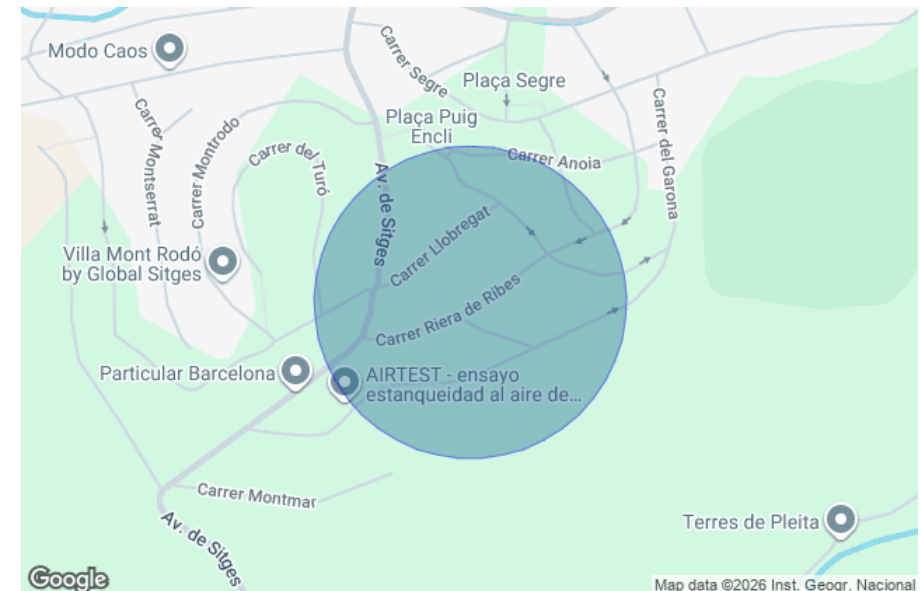 Modo Caos
Carrer Segre
Plaça Segre
Plaça Puig
Encli
Carrer Anoia
Carrer del Garona
Carrer Montserrat
Carrer Montrodo
Carrer del Turó
Av. de Sitges
Carrer Llobregat
Villa Mont Rodó
by Global Sitges
Carrer Riera de Ribes
Particular Barcelona
AIRTEST - ensayo
estanqueidad al aire de...
Carrer Montmar
Av. de Sitges
Terres de Pleita
Google
Map data ©2026 Inst. Geogr. Nacional